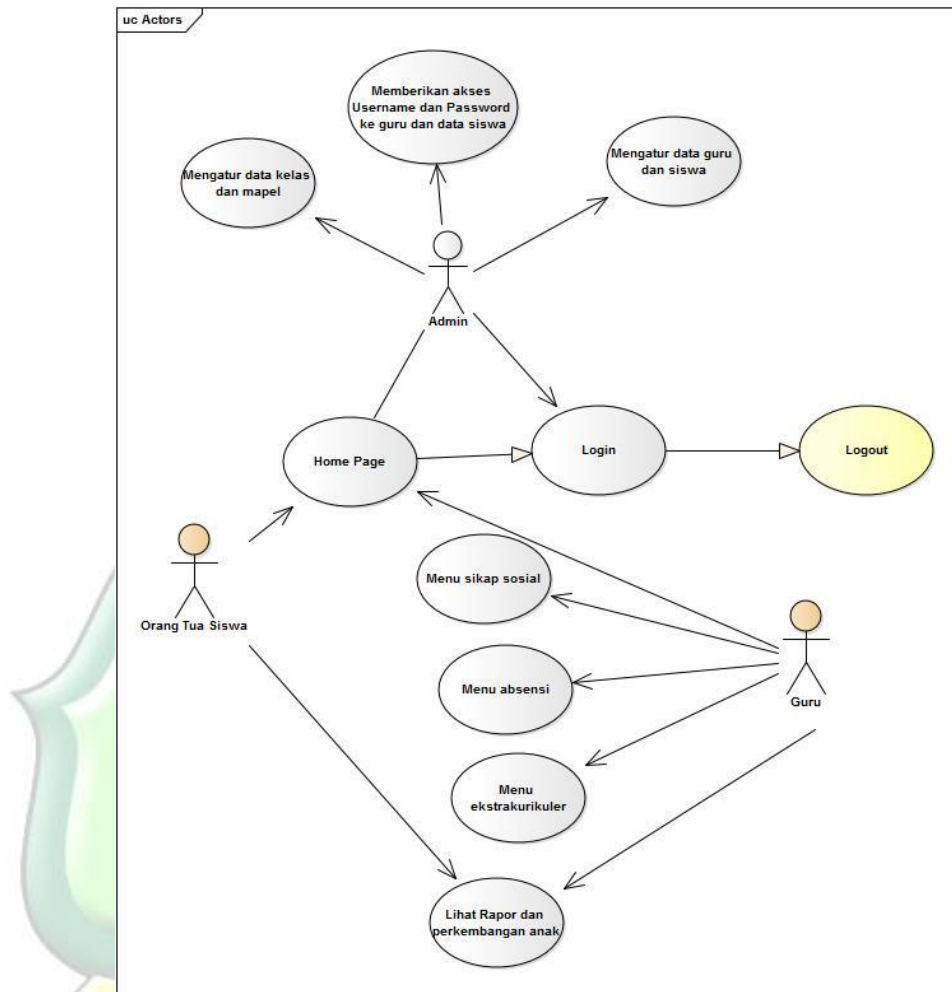 uc Actors
Memberikan akses
Username dan Password
ke guru dan data siswa
Mengatur data kelas
dan mapel
Mengatur data guru
dan siswa
Admin
Home Page
Login
Logout
Orang Tua Siswa
Menu sikap sosial
Menu absensi
Guru
Menu
ekstrakurikuler
Lihat Rapor dan
perkembangan anak